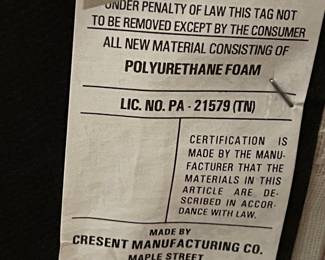 UNDER PENALTY OF LAW THIS TAG NOT
TO BE REMOVED EXCEPT BY THE CONSUMER
ALL NEW MATERIAL CONSISTING OF
POLYURETHANE FOAM
LIC. NO. PA - 21579 (TN)
CERTIFICATION IS
MADE BY THE MANU-
FACTURER THAT THE
MATERIALS IN THIS
ARTICLE ARE DE-
SCRIBED IN ACCOR-
DANCE WITH LAW.
MADE BY
CRESENT MANUFACTURING CO.
MAPLE STREET